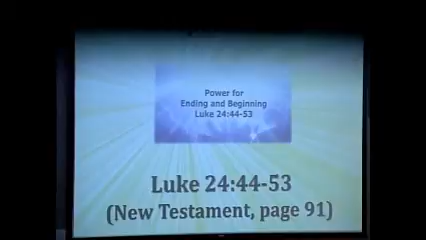 Power for
Ending and Beginning
Luke 24:44-53
Luke 24:44-53
(New Testament, page 91)